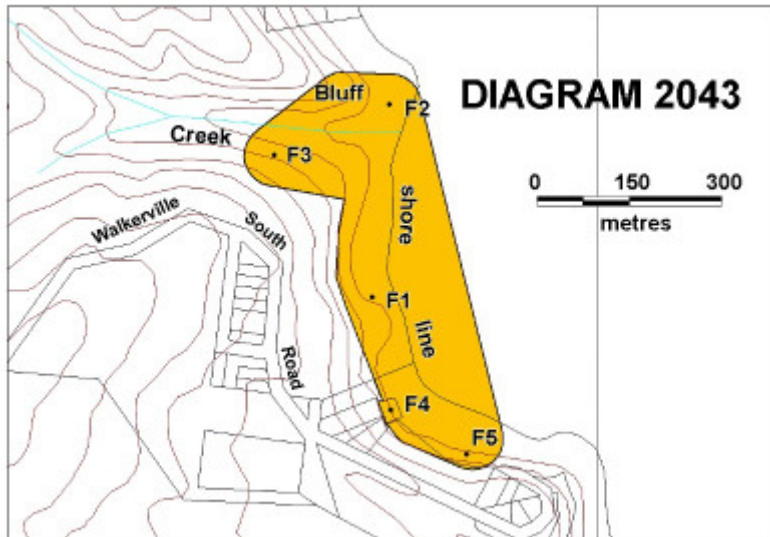 DIAGRAM 2043
0 150 300
metres
Bluff
Creek
F2
F3
shore
line
Walkerville
South
Road
F1
F4
F5